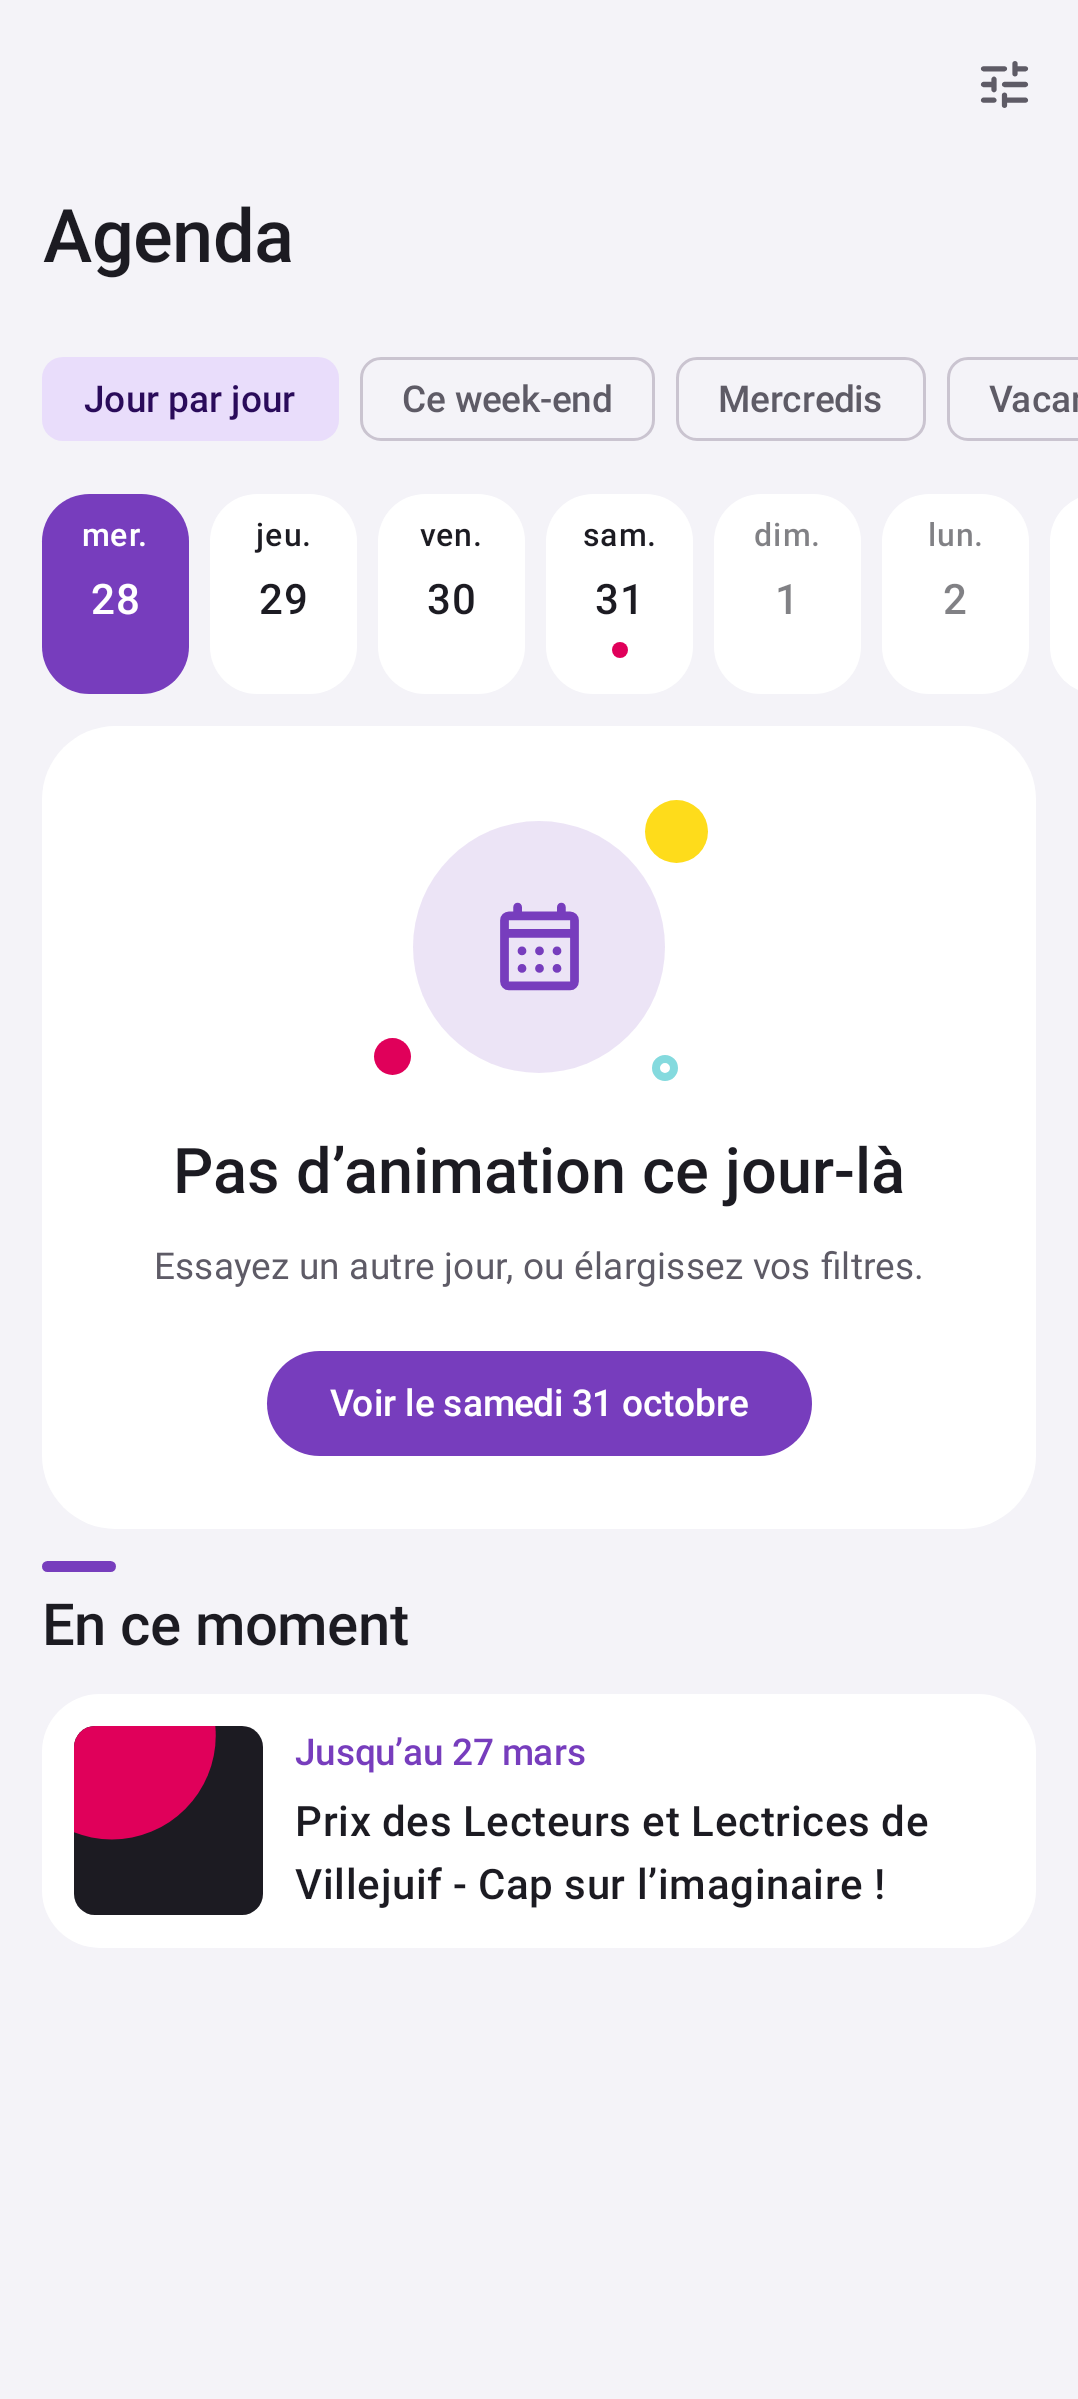 Agenda
Jour par jour
Ce week-end
Mercredis
mer.
28
jeu.
29
ven.
30
sam.
31
dim.
1
lun.
2
Pas d’animation ce jour-là
Essayez un autre jour, ou élargissez vos filtres.
Voir le samedi 31 octobre
En ce moment
Jusqu’au 27 mars
Prix des Lecteurs et Lectrices de
Villejuif - Cap sur l’imaginaire !